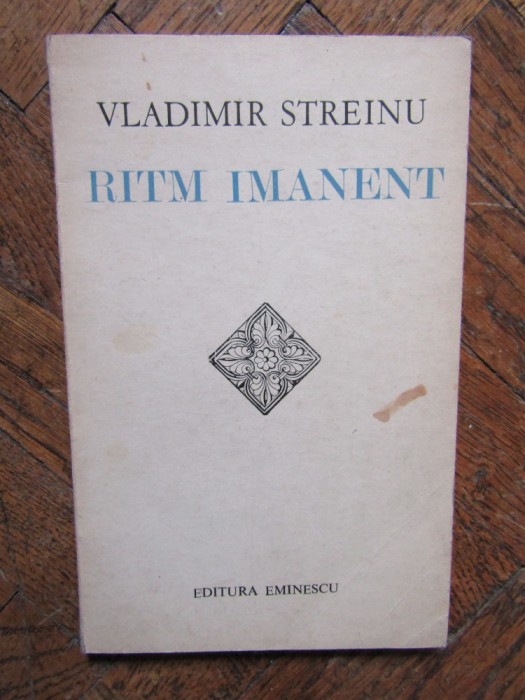 VLADIMIR STREINU
RITM IMANENT
EDITURA EMINESCU